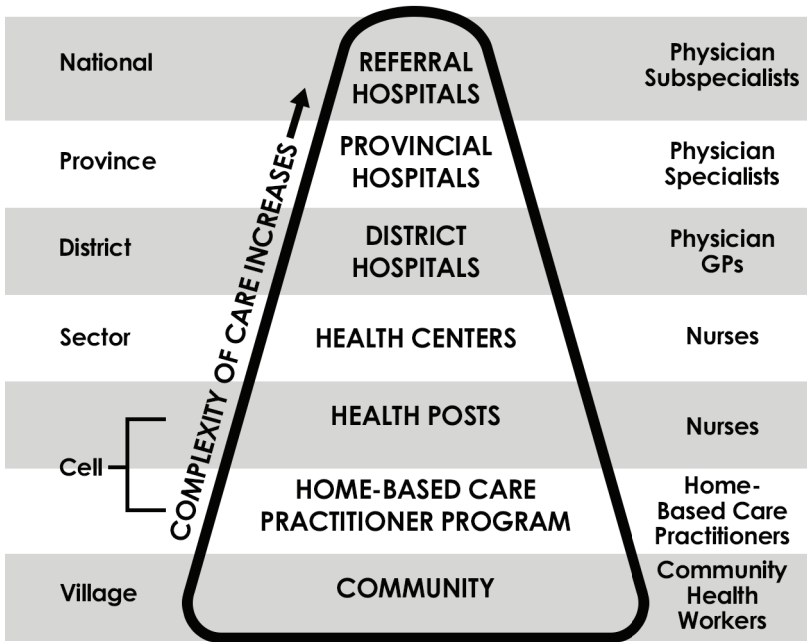 National
REFERRAL
HOSPITALS
Physician
Subspecialists
Province
PROVINCIAL
HOSPITALS
Physician
Specialists
District
DISTRICT
HOSPITALS
Physician
GPs
Sector
HEALTH CENTERS
Nurses
COMPLEXITY OF CARE INCREASES
Cell
HEALTH POSTS
Nurses
HOME-BASED CARE
PRACTITIONER PROGRAM
Home-
Based Care
Practitioners
Village
COMMUNITY
Community
Health
Workers